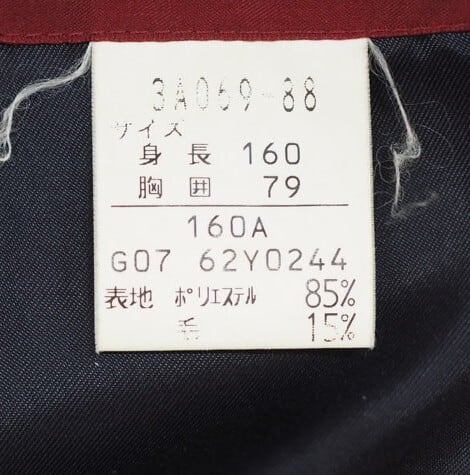 3A069-88
サイズ
身長 160
胸囲 79
160A
G07 62Y0244
表地 ポリエステル 85%
毛 15%